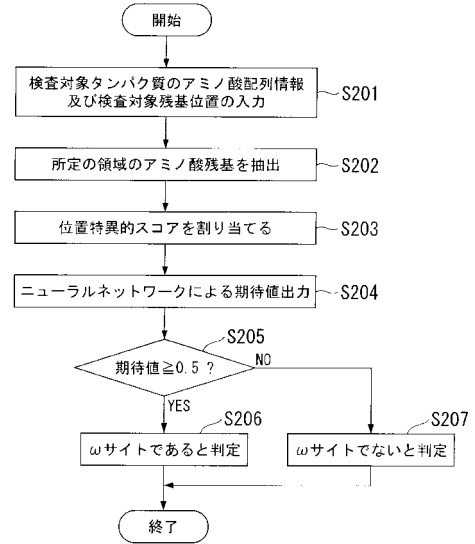 開始
検査対象タンパク質のアミノ酸配列情報
及び検査対象残基位置の入力
S201
所定の領域のアミノ酸残基を抽出
S202
位置特異的スコアを割り当てる
S203
ニューラルネットワークによる期待値出力
S204
S205
期待値≧0.5 ?
NO
YES
S206
S207
ωサイトであると判定
ωサイトでないと判定
終了